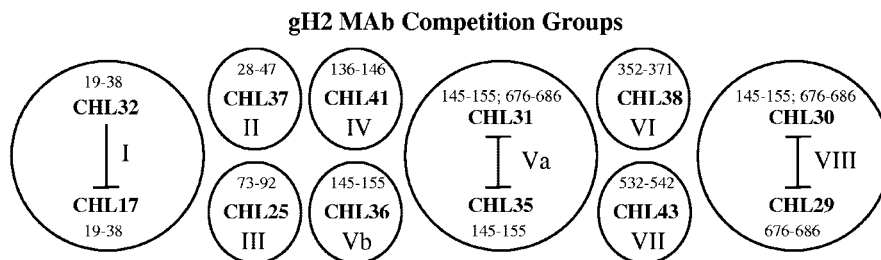 gH2 MAb Competition Groups
19-38
CHL32
I
CHL17
19-38
28-47
CHL37
II
73-92
CHL25
III
136-146
CHL41
IV
145-155
CHL36
Vb
145-155; 676-686
CHL31
Va
CHL35
145-155
352-371
CHL38
VI
532-542
CHL43
VII
145-155; 676-686
CHL30
VIII
CHL29
676-686